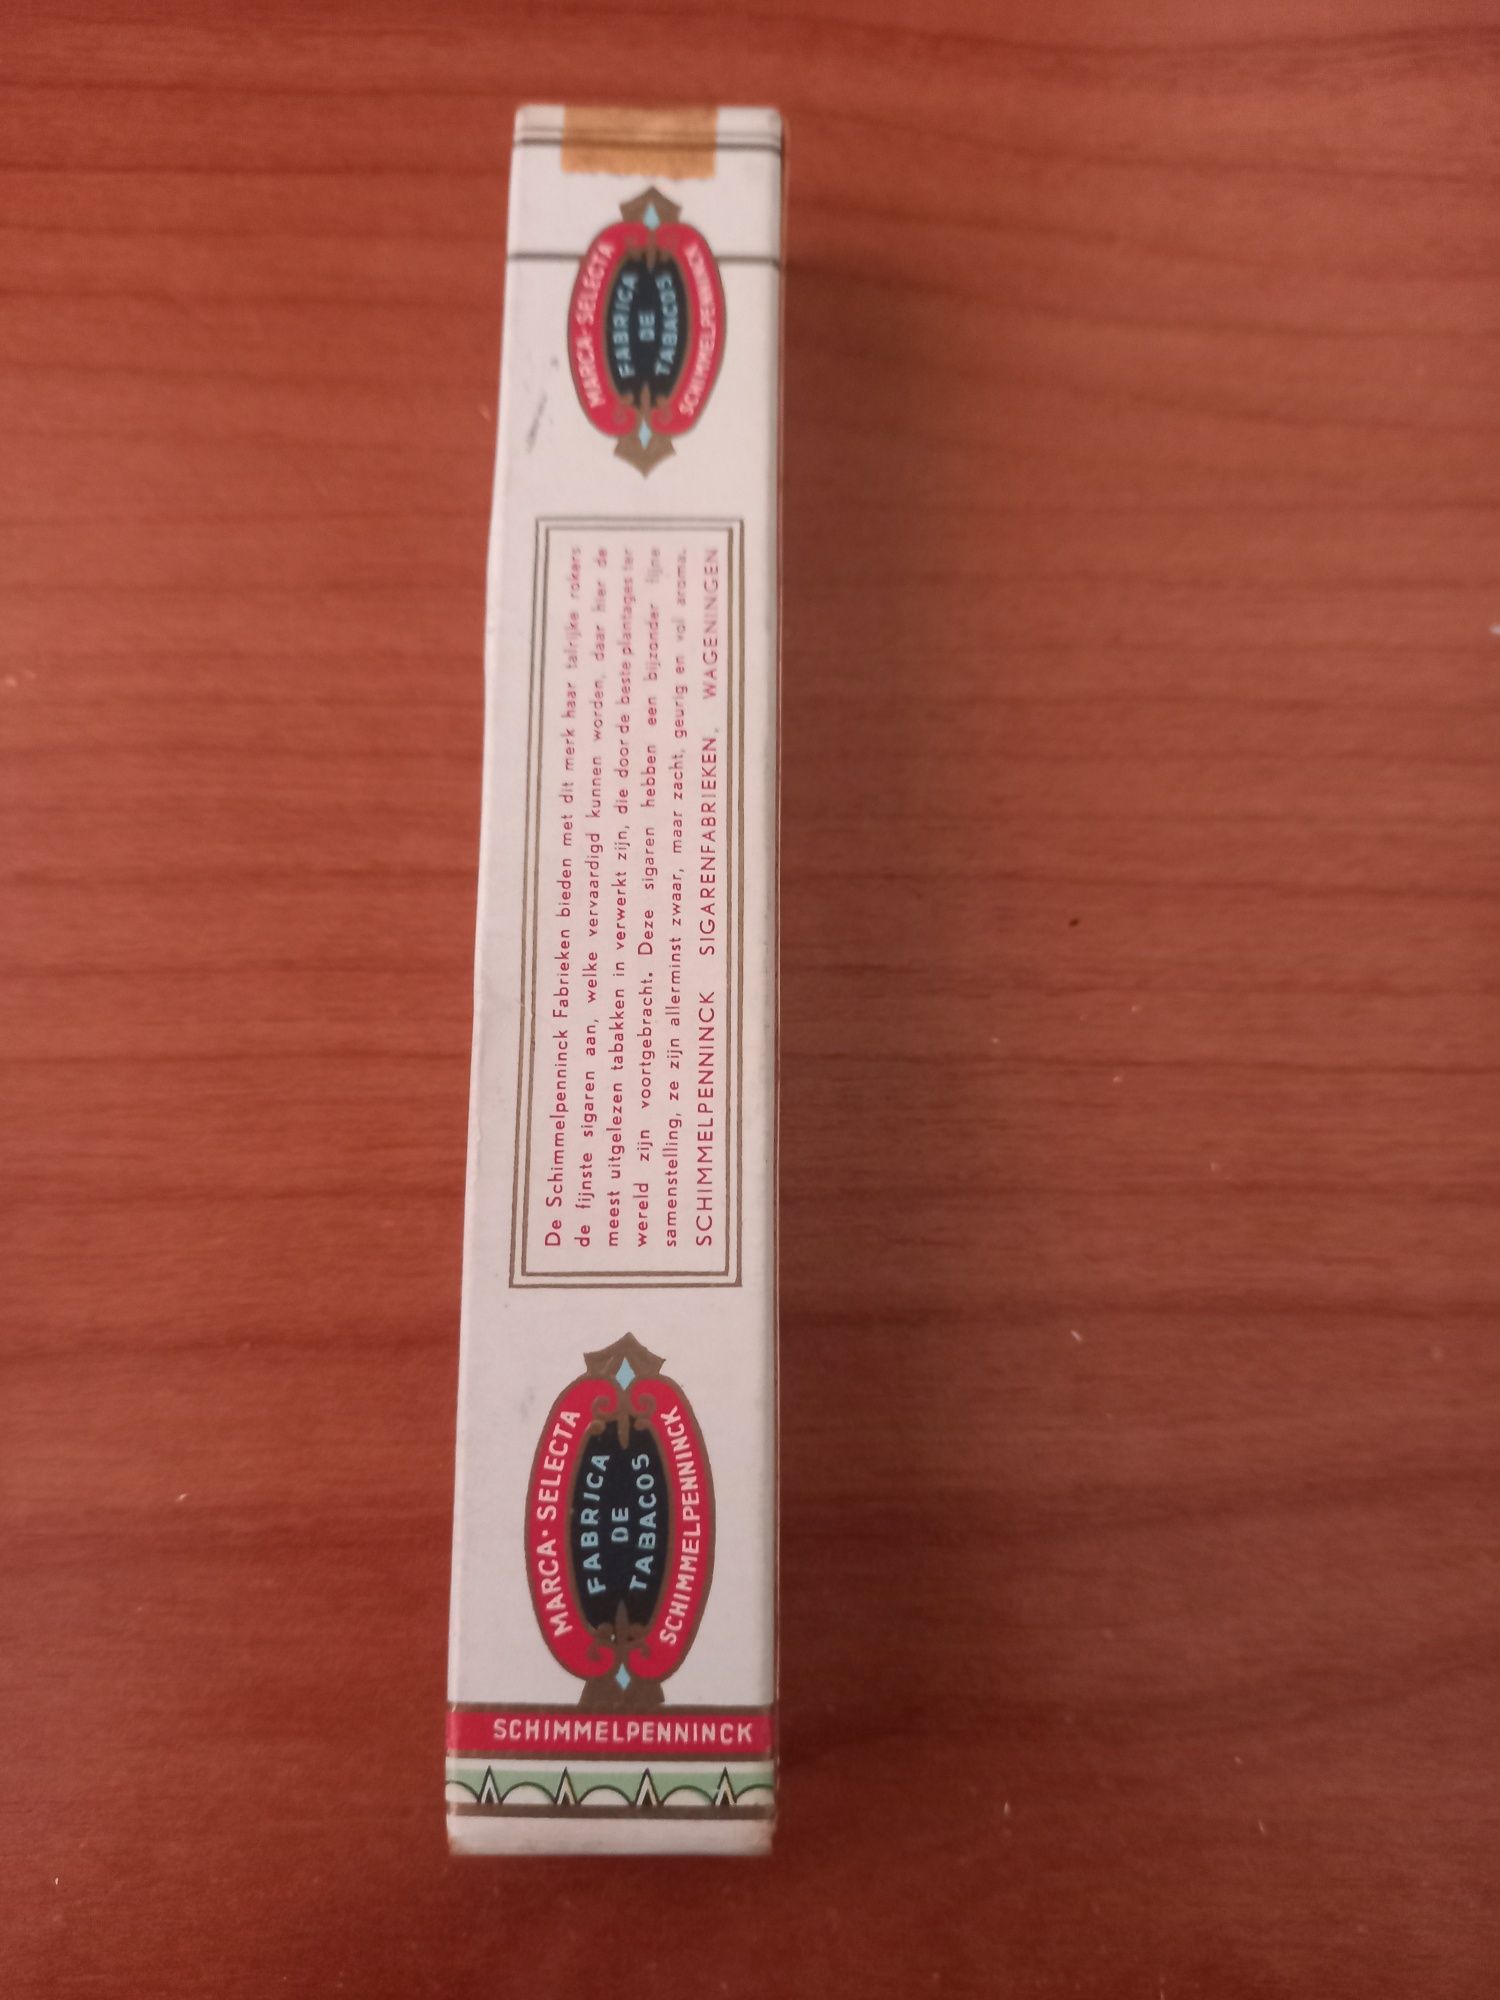 MARCA · SELECTA
FABRICA
DE
TABACOS
SCHIMMELPENNINCK
De Schimmelpenninck Fabrieken bieden met dit merk haar talrijke rokers
de fijnste sigaren aan, welke vervaardigd kunnen worden, daar hier de
meest uitgelezen tabakken in verwerkt zijn, die door de beste plantages ter
wereld zijn voortgebracht. Deze sigaren hebben een bijzonder fijne
samenstelling, ze zijn allerminst zwaar, maar zacht, geurig en vol aroma.
SCHIMMELPENNINCK SIGARENFABRIEKEN, WAGENINGEN
MARCA · SELECTA
FABRICA
DE
TABACOS
SCHIMMELPENNINCK
SCHIMMELPENNINCK